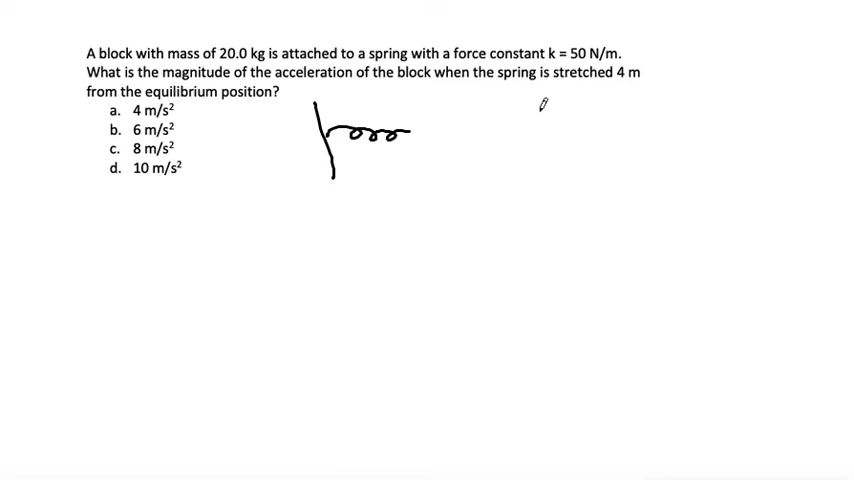 A block with mass of 20.0 kg is attached to a spring with a force constant k = 50 N/m.
What is the magnitude of the acceleration of the block when the spring is stretched 4 m
from the equilibrium position?
a. 4 m/s²
b. 6 m/s²
c. 8 m/s²
d. 10 m/s²